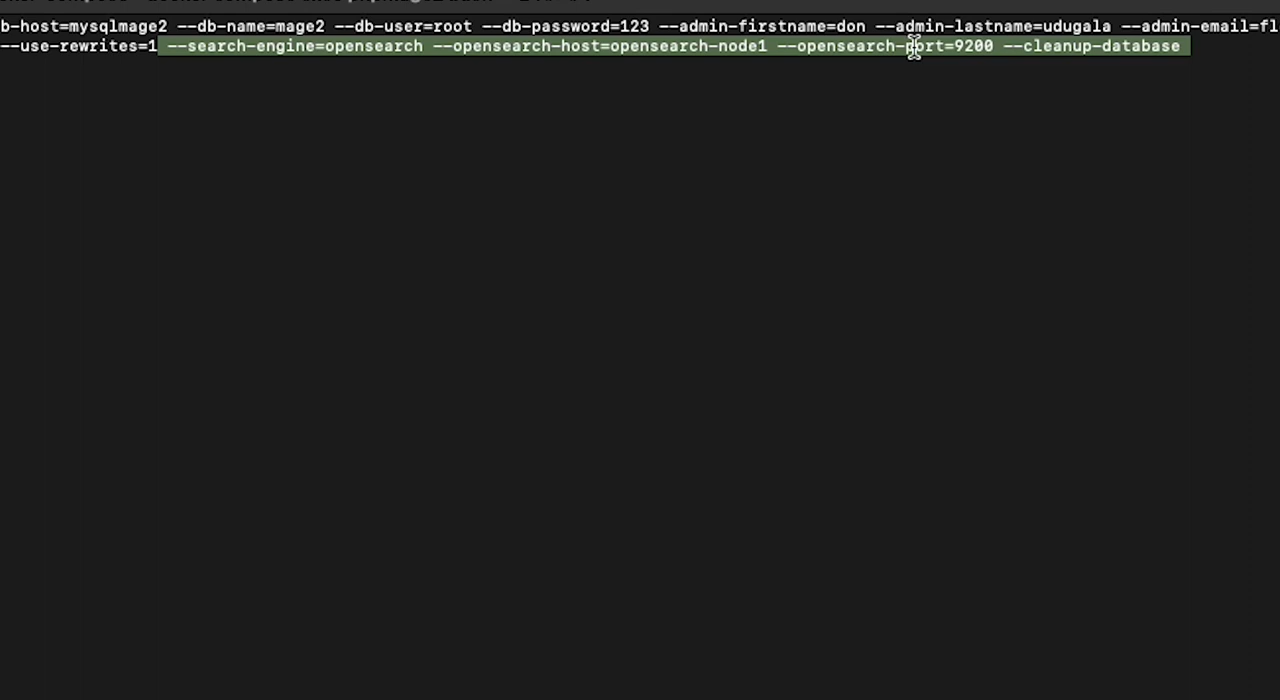 b-host=mysqlmage2 --db-name=mage2 --db-user=root --db-password=123 --admin-firstname=don --admin-lastname=udugala --admin-email=fl
--use-rewrites=1 --search-engine=opensearch --opensearch-host=opensearch-node1 --opensearch-port=9200 --cleanup-database